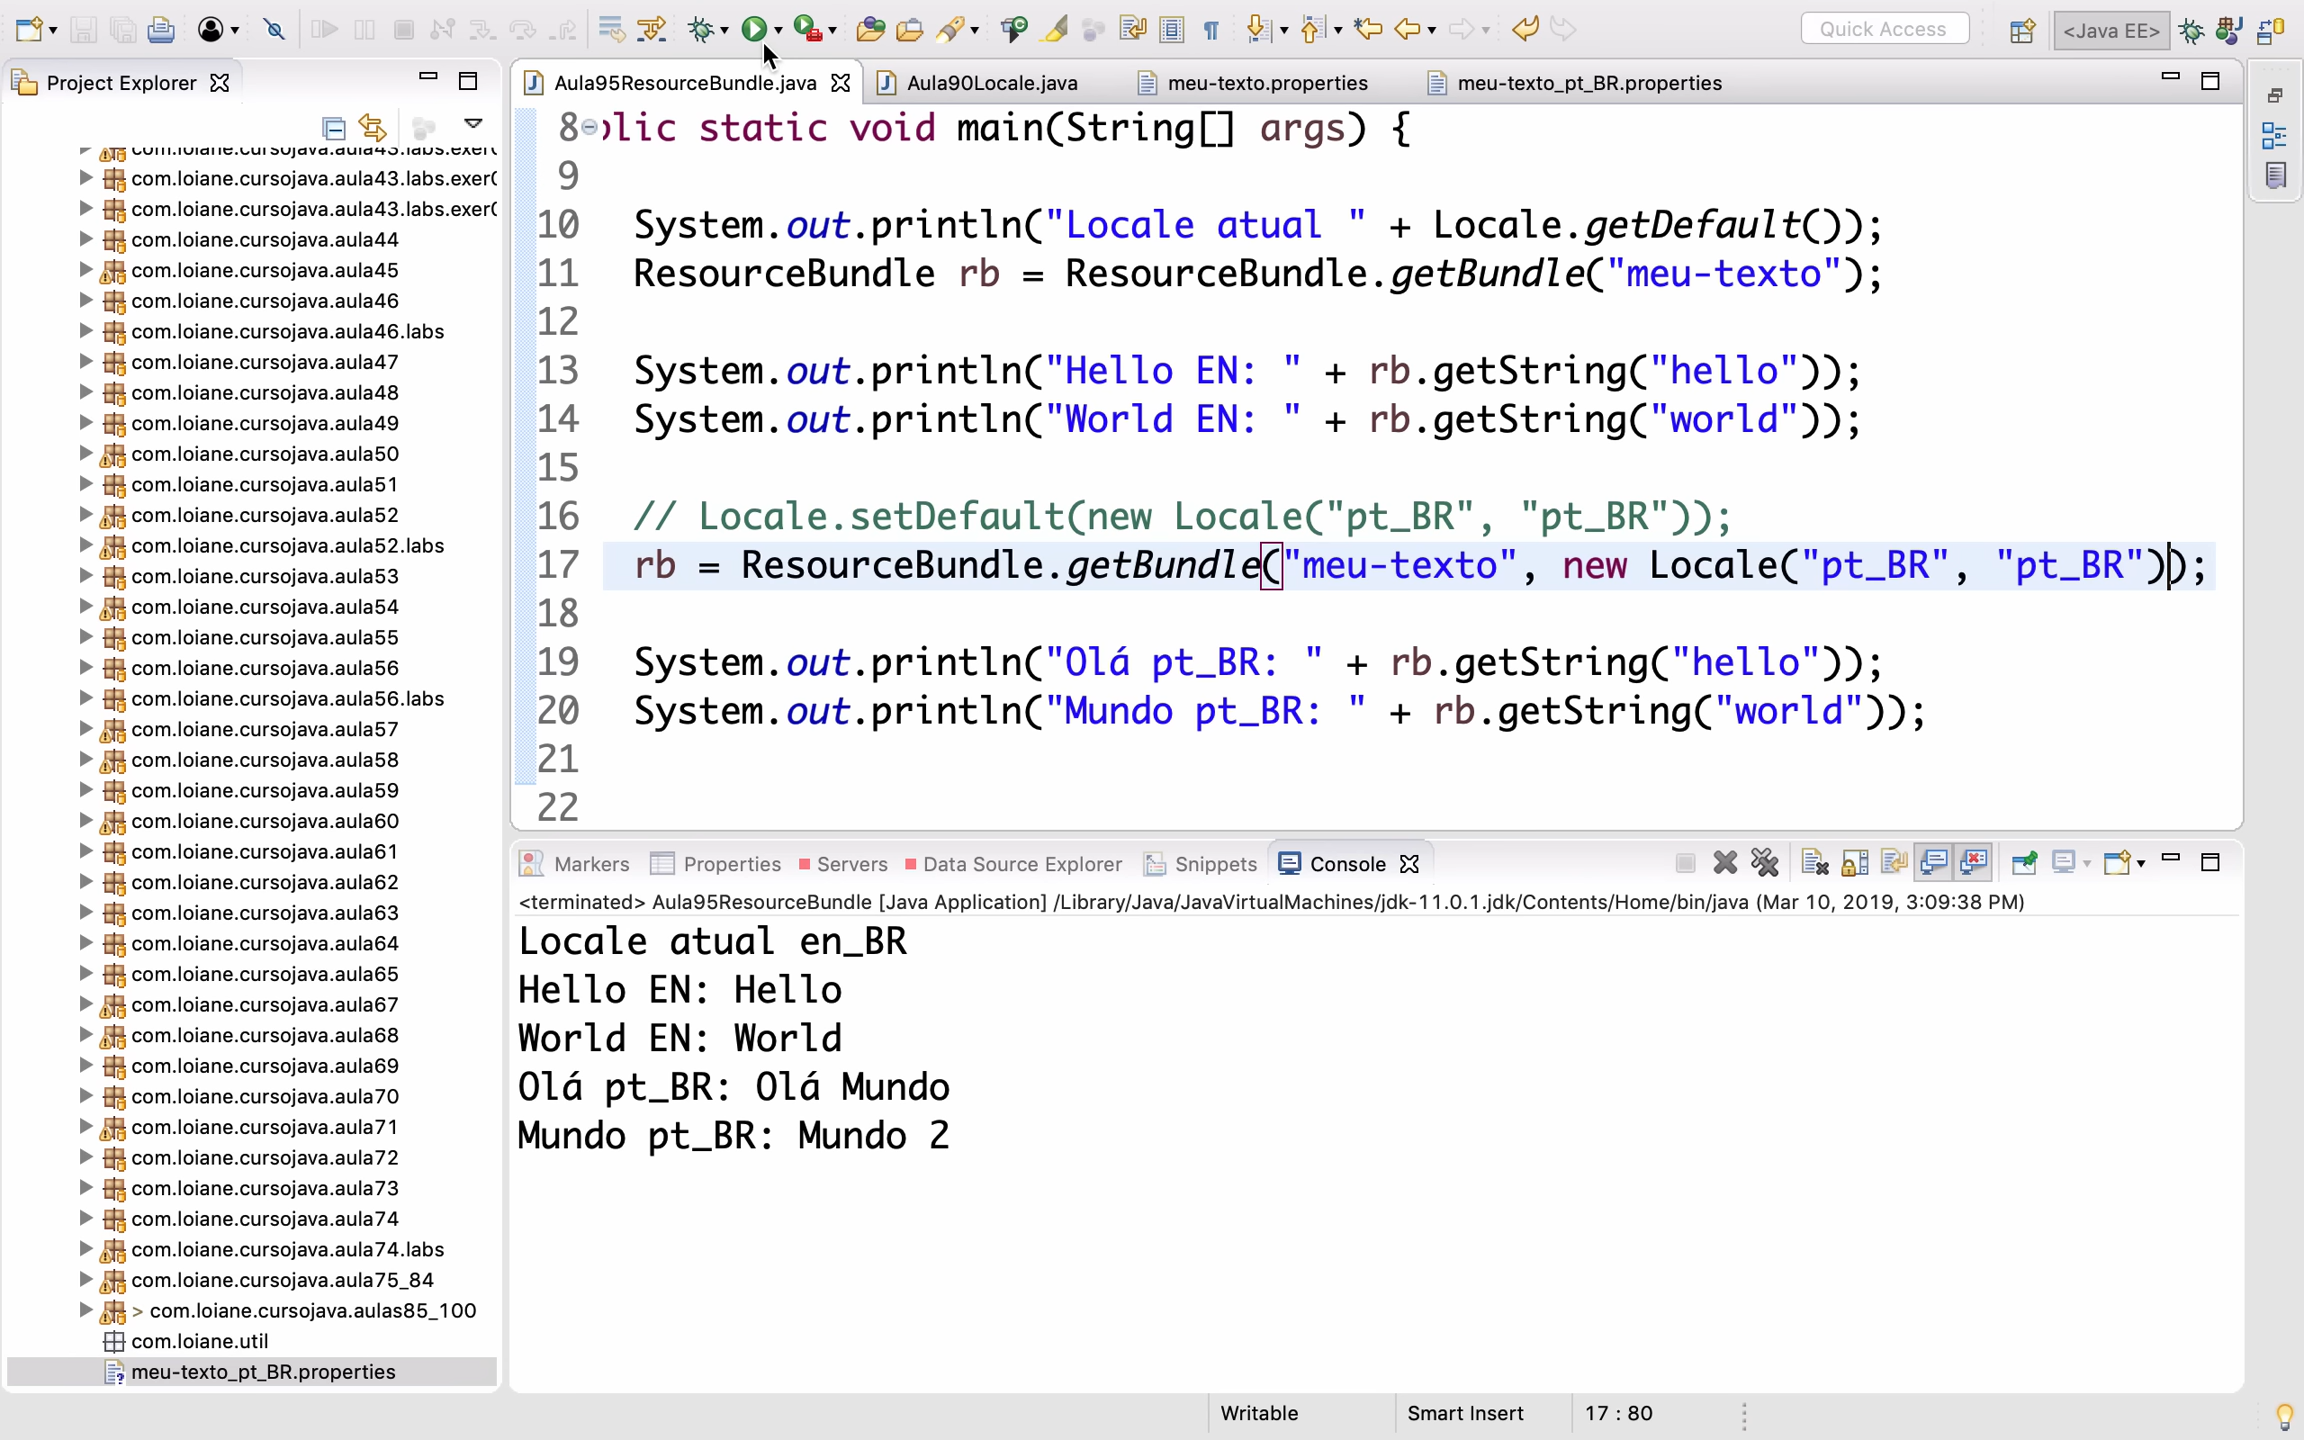 Quick Access
<Java EE>
Project Explorer
Aula95ResourceBundle.java
Aula90Locale.java
meu-texto.properties
meu-texto_pt_BR.properties
com.loiane.cursojava.aula43.labs.exer
com.loiane.cursojava.aula43.labs.exer(
com.loiane.cursojava.aula43.labs.exer(
com.loiane.cursojava.aula44
com.loiane.cursojava.aula45
com.loiane.cursojava.aula46
com.loiane.cursojava.aula46.labs
com.loiane.cursojava.aula47
com.loiane.cursojava.aula48
com.loiane.cursojava.aula49
com.loiane.cursojava.aula50
com.loiane.cursojava.aula51
com.loiane.cursojava.aula52
com.loiane.cursojava.aula52.labs
com.loiane.cursojava.aula53
com.loiane.cursojava.aula54
com.loiane.cursojava.aula55
com.loiane.cursojava.aula56
com.loiane.cursojava.aula56.labs
com.loiane.cursojava.aula57
com.loiane.cursojava.aula58
com.loiane.cursojava.aula59
com.loiane.cursojava.aula60
com.loiane.cursojava.aula61
com.loiane.cursojava.aula62
com.loiane.cursojava.aula63
com.loiane.cursojava.aula64
com.loiane.cursojava.aula65
com.loiane.cursojava.aula67
com.loiane.cursojava.aula68
com.loiane.cursojava.aula69
com.loiane.cursojava.aula70
com.loiane.cursojava.aula71
com.loiane.cursojava.aula72
com.loiane.cursojava.aula73
com.loiane.cursojava.aula74
com.loiane.cursojava.aula74.labs
com.loiane.cursojava.aula75_84
> com.loiane.cursojava.aulas85_100
com.loiane.util
meu-texto_pt_BR.properties
8 blic static void main(String[] args) {
9
10 System.out.println("Locale atual " + Locale.getDefault());
11 ResourceBundle rb = ResourceBundle.getBundle("meu-texto");
12
13 System.out.println("Hello EN: " + rb.getString("hello"));
14 System.out.println("World EN: " + rb.getString("world"));
15
16 // Locale.setDefault(new Locale("pt_BR", "pt_BR"));
17 rb = ResourceBundle.getBundle("meu-texto", new Locale("pt_BR", "pt_BR"));
18
19 System.out.println("Olá pt_BR: " + rb.getString("hello"));
20 System.out.println("Mundo pt_BR: " + rb.getString("world"));
21
22
Markers
Properties
Servers
Data Source Explorer
Snippets
Console
<terminated> Aula95ResourceBundle [Java Application] /Library/Java/JavaVirtualMachines/jdk-11.0.1.jdk/Contents/Home/bin/java (Mar 10, 2019, 3:09:38 PM)
Locale atual en_BR
Hello EN: Hello
World EN: World
Olá pt_BR: Olá Mundo
Mundo pt_BR: Mundo 2
Writable
Smart Insert
17 : 80